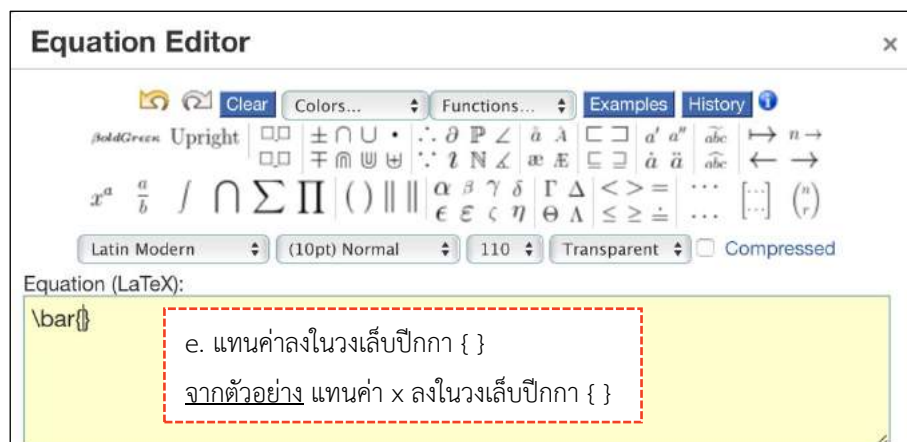 Equation Editor ×
Clear Colors... Functions... Examples History
BoldGreen Upright ± ∩ ∪ • ∴ ∂ ℙ ∠ å À ⊏ ⊐ a′ a″ abc ↦ n →
∓ ⋒ ⋓ ⊎ ∵ ℕ ∡ æ Æ ⊑ ⊒ ȧ ä abc ← →
xᵃ a/b ∫ ⋂ ∑ ∏ ( ) ‖ ‖ α β γ δ Γ Δ < > = ⋯ [...] (n r)
ϵ ε ς η Θ Λ ≤ ≥ ≐ ...
Latin Modern (10pt) Normal 110 Transparent Compressed
Equation (LaTeX):
\bar{}
e. แทนค่าลงในวงเล็บปีกกา { }
จากตัวอย่าง แทนค่า x ลงในวงเล็บปีกกา { }